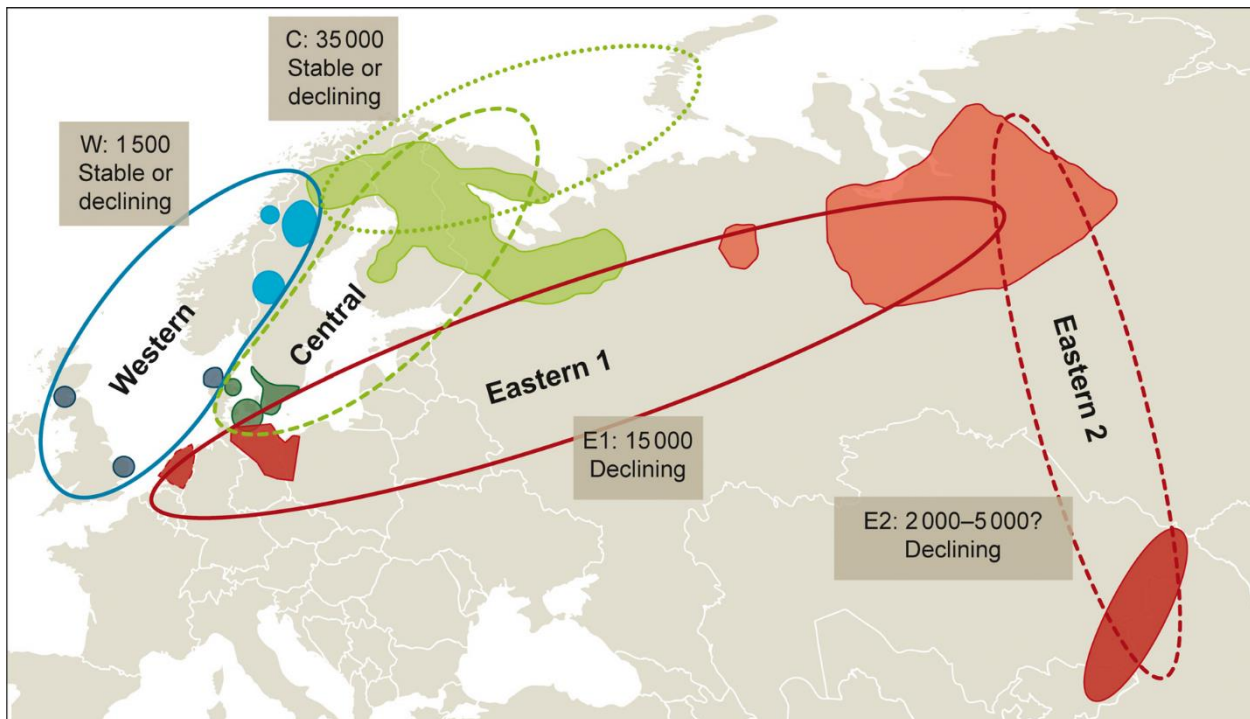 C: 35 000
Stable or
declining
W: 1 500
Stable or
declining
Western
Central
Eastern 1
Eastern 2
E1: 15 000
Declining
E2: 2 000–5 000?
Declining